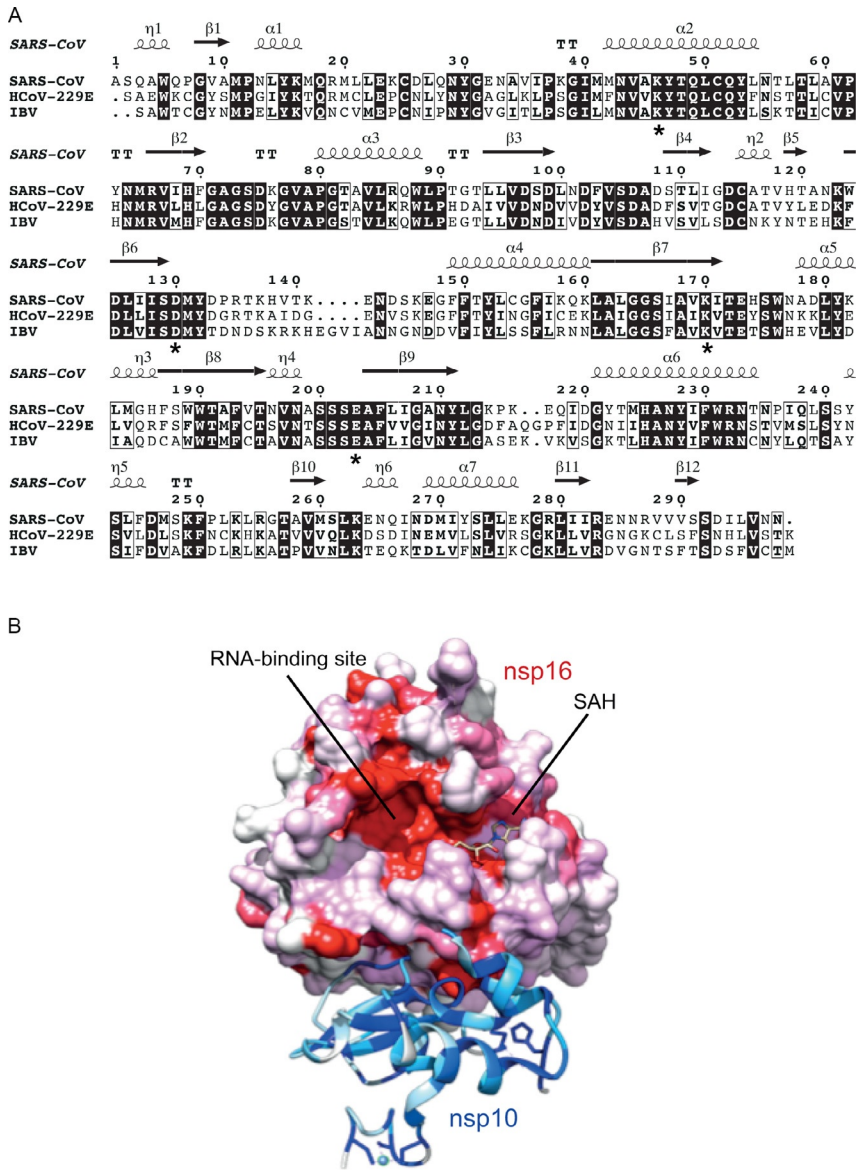 A
η1 β1 α1 TT α2
SARS-CoV
1 10 20 30 40 50 60
SARS-CoV ASQAWQPGVAMPNLYKMQRMLLEKCDLQNYGENAVIPKGIMMNVAKYTQLCQYLNTLTLAVP
HCoV-229E .SAEWKCGYSMPGIYKTQRMCLEPCNLYNYGAGLKLPSGIMFNVVKYTQLCQYFNSTTLCVP
IBV .SAWTCGYNMPELYKVQNCVMEPCNIPNYGVGITLPSGIMMNVAKYTQLCQYLSKTTLCVP
*
TT β2 TT α3 TT β3 β4 η2 β5
SARS-CoV
70 80 90 100 110 120
SARS-CoV YNMRVIHFGAGSDKGVAPGTAVLRQWLPTGTLLVDSDLNDFVSDADSTLIGDCATVHTANKW
HCoV-229E HNMRVLHLGAGSDYGVAPGTAVLKRWLPHDAIVVDNDVVDYVSDADFSVTGDCATVYLEDKF
IBV HNMRVMHFGAGSDKGVAPGSTVLKQWLPEGTLLVDNDIVDYVSDAHVSVLSDCNKYNTEHKF
β6 α4 β7 α5
SARS-CoV
130 140 150 160 170 180
SARS-CoV DLIISDMYDPRTKHVTK....ENDSKEGFFTYLCGFIKQKLALGGSIAVKITEHSWNADLYK
HCoV-229E DLLISDMYDGRTKAIDG....ENVSKEGFFTYINGFICEKLAIGGSIAIKVTEYSWNKKLYE
IBV DLVISDMYTDNDSKRKHEGVIANNGNDDVFIYLSSFLRNNLALGGSFAVKVTETSWHEVLYD
* *
η3 β8 η4 β9 α6
SARS-CoV
190 200 210 220 230 240
SARS-CoV LMGHFSWWTAFVTNVNASSSEAFLIGANYLGKPK..EQIDGYTMHANYIFWRNTNPIQLSSY
HCoV-229E LVQRFSFWTMFCTSVNTSSSEAFVVGINYLGDFAQGPFIDGNIIHANYVFWRNSTVMSLSYN
IBV IAQDCAWWTMFCTAVNASSSEAFLIGVNYLGASEK.VKVSGKTLHANYIFWRNCNYLQTSAY
*
η5 TT β10 η6 α7 β11 β12
SARS-CoV
250 260 270 280 290
SARS-CoV SLFDMSKFPLKLRGTAVMSLKENQINDMIYSLLEKGRLIIRENNRVVVSSDILVNN.
HCoV-229E SVLDLSKFNCKHKATVVVQLKDSDINEMVLSLVRSGKLLVRGNGKCLSFSNHLVSTK
IBV SIFDVAKFDLRLKATPVVNLKTEQKTDLVFNLIKCGKLLVRDVGNTSFTSDSFVCTM
B
RNA-binding site
nsp16
SAH
nsp10